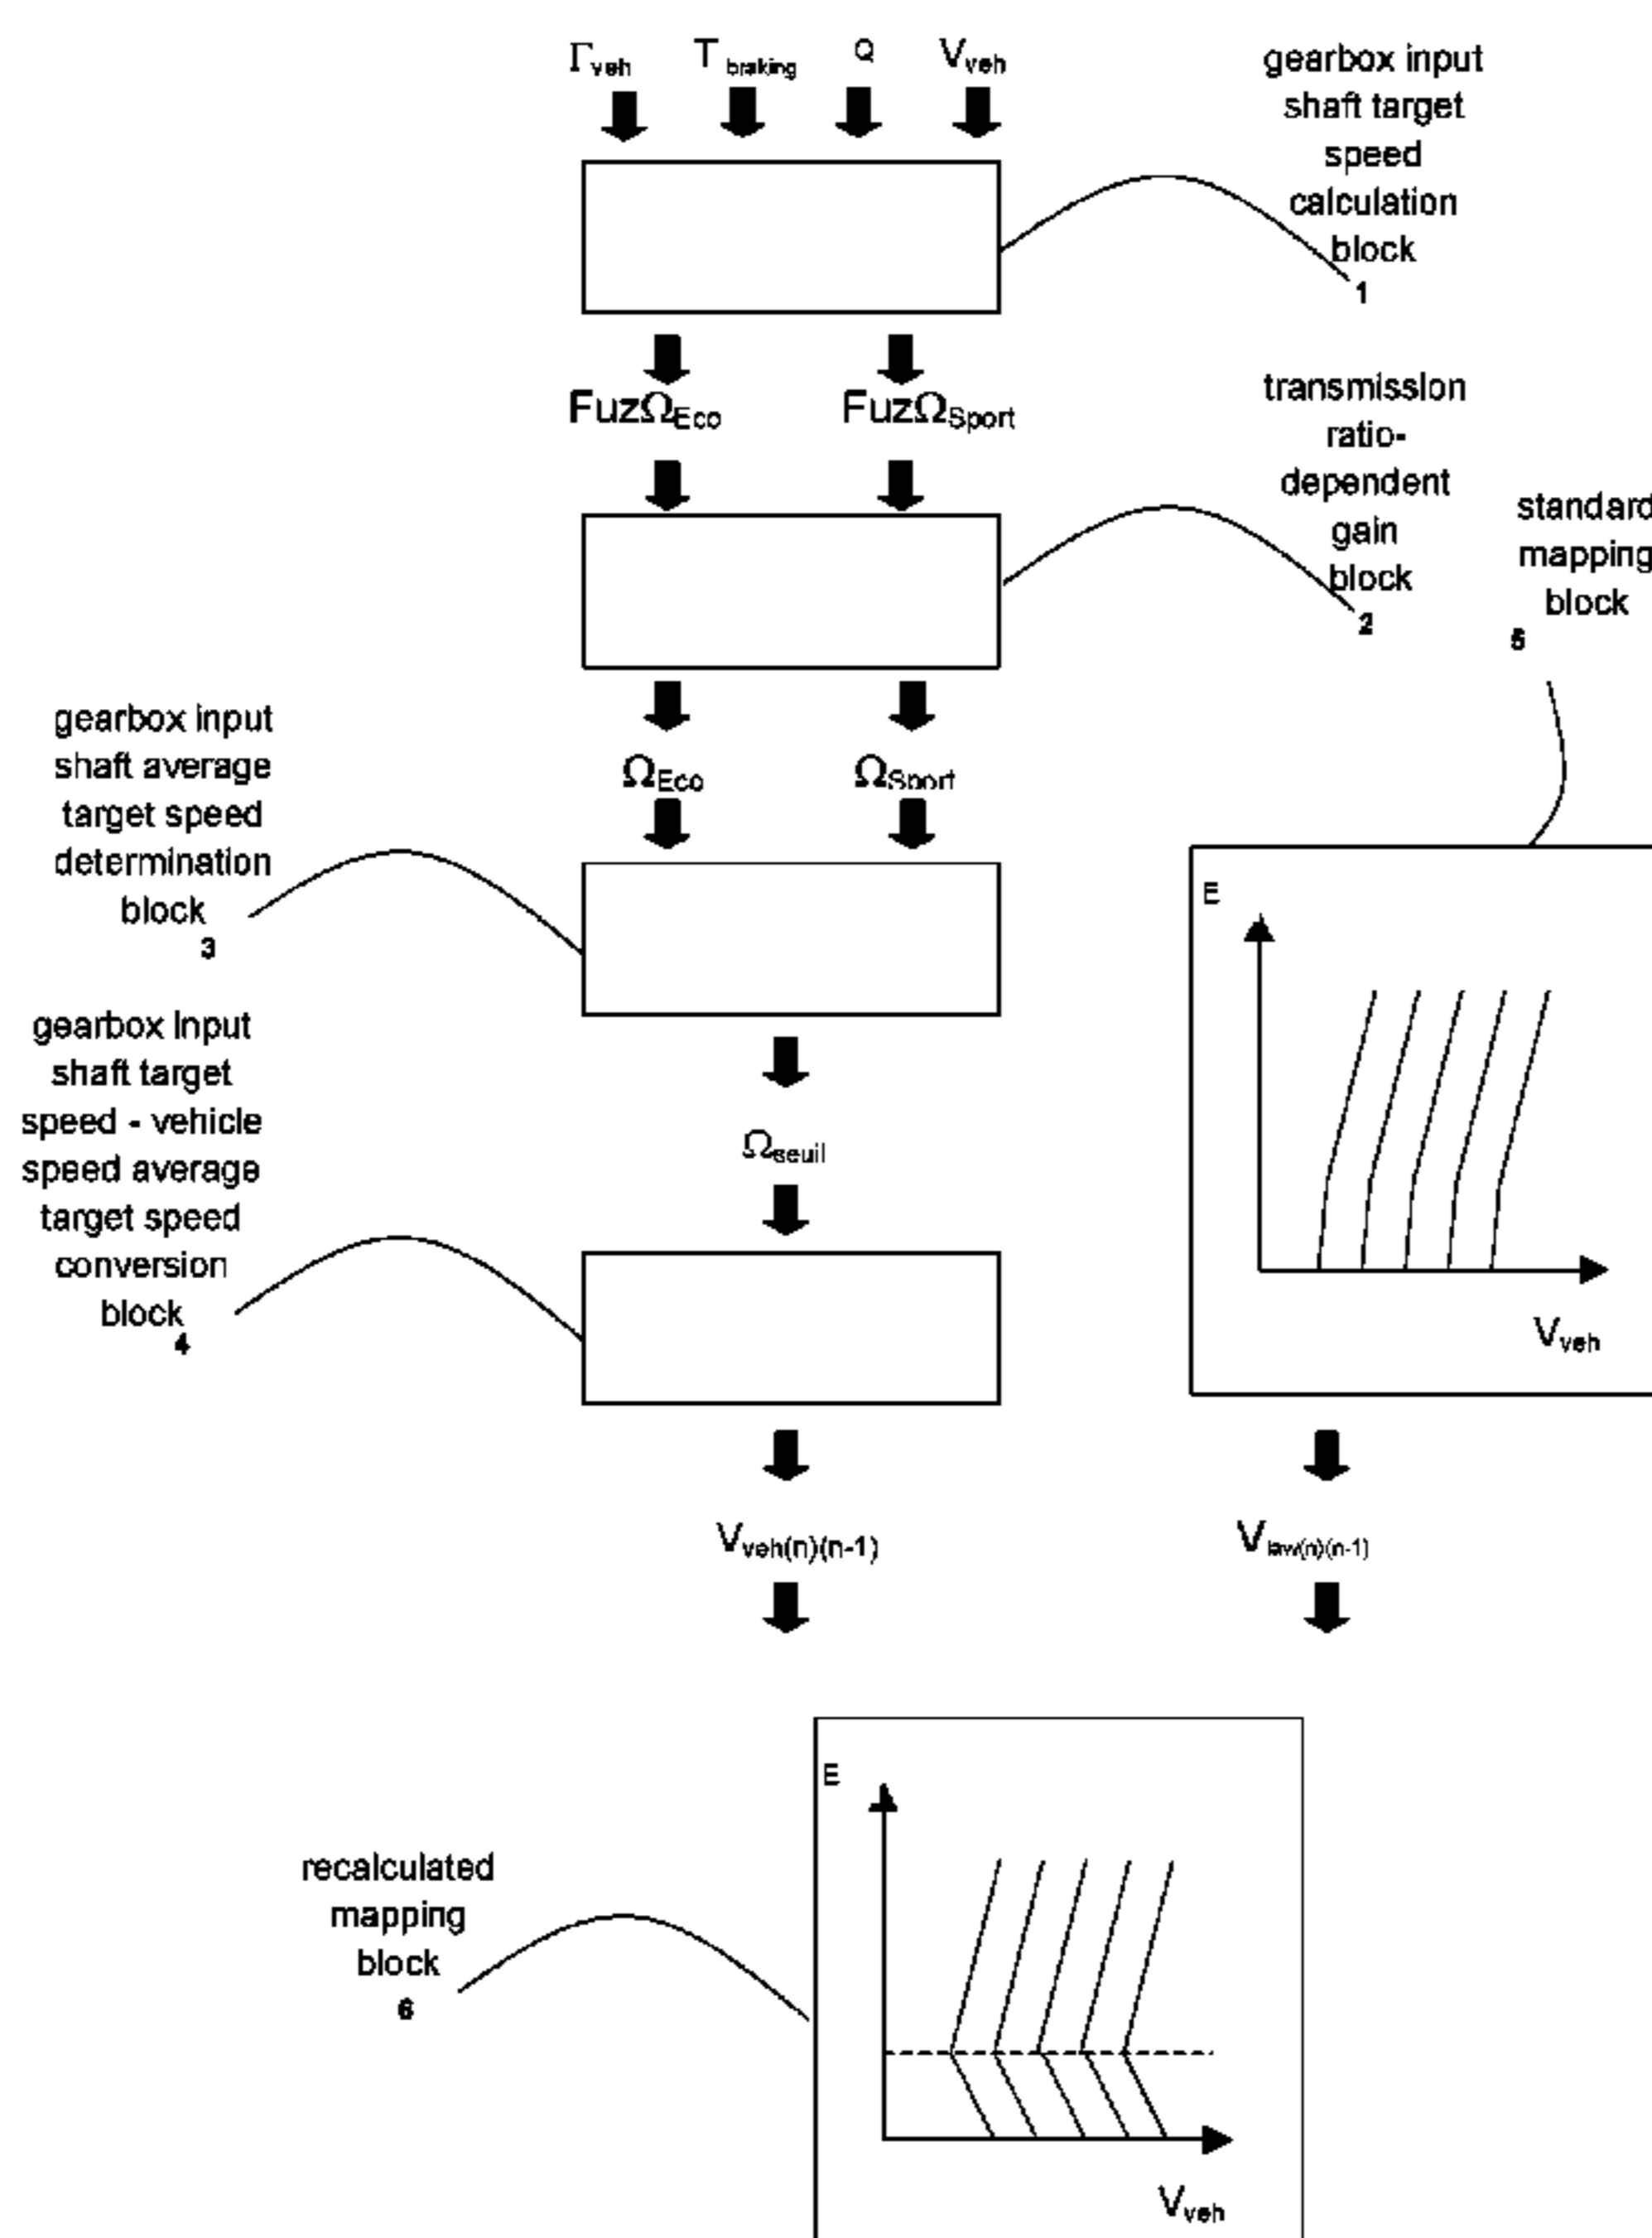 Γveh
T braking
Q
Vveh
gearbox input
shaft target
speed
calculation
block
1
FuzΩEco
FuzΩSport
transmission
ratio-
dependent
gain
block
2
standard
mapping
block
5
ΩEco
ΩSport
gearbox input
shaft average
target speed
determination
block
3
E
Vveh
gearbox input
shaft target
speed - vehicle
speed average
target speed
conversion
block
4
Ωseuil
Vveh(n)(n-1)
Vlaw(n)(n-1)
recalculated
mapping
block
6
E
Vveh